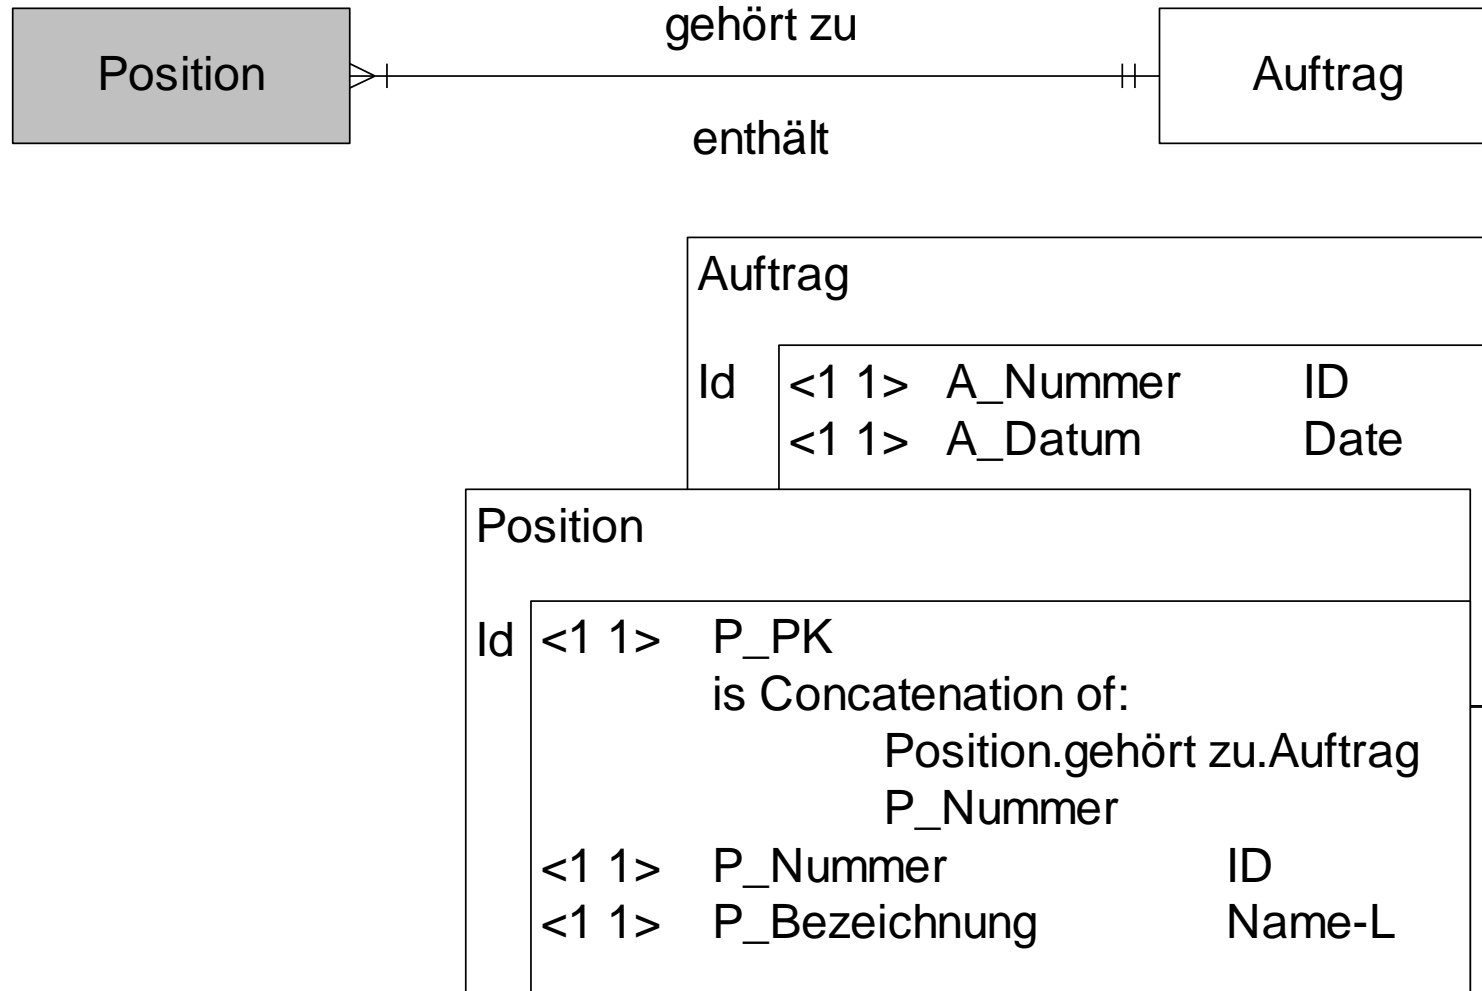 gehört zu
Position
Auftrag
enthält
Auftrag
Id <1 1> A_Nummer ID
<1 1> A_Datum Date
Position
Id <1 1> P_PK
is Concatenation of:
Position.gehört zu.Auftrag
P_Nummer
<1 1> P_Nummer ID
<1 1> P_Bezeichnung Name-L